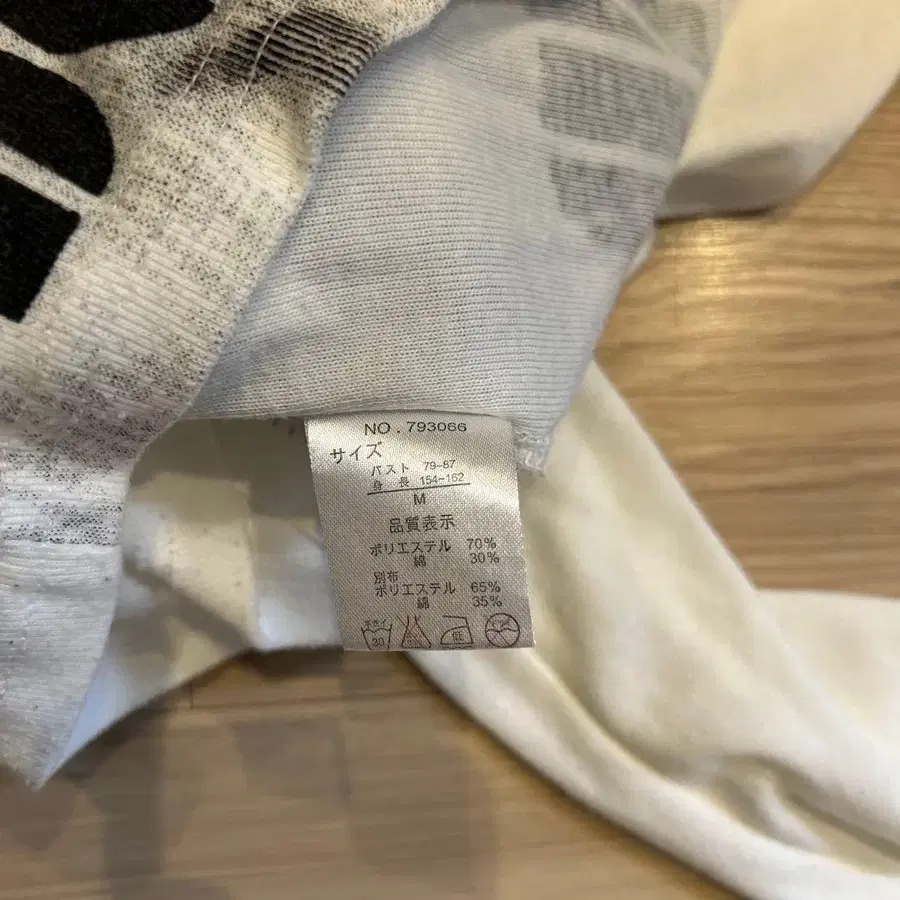 NO. 793066
サイズ
バスト 79-87
身長 154-162
M
品質表示
ポリエステル 70%
綿 30%
別布
ポリエステル 65%
綿 35%
30
低